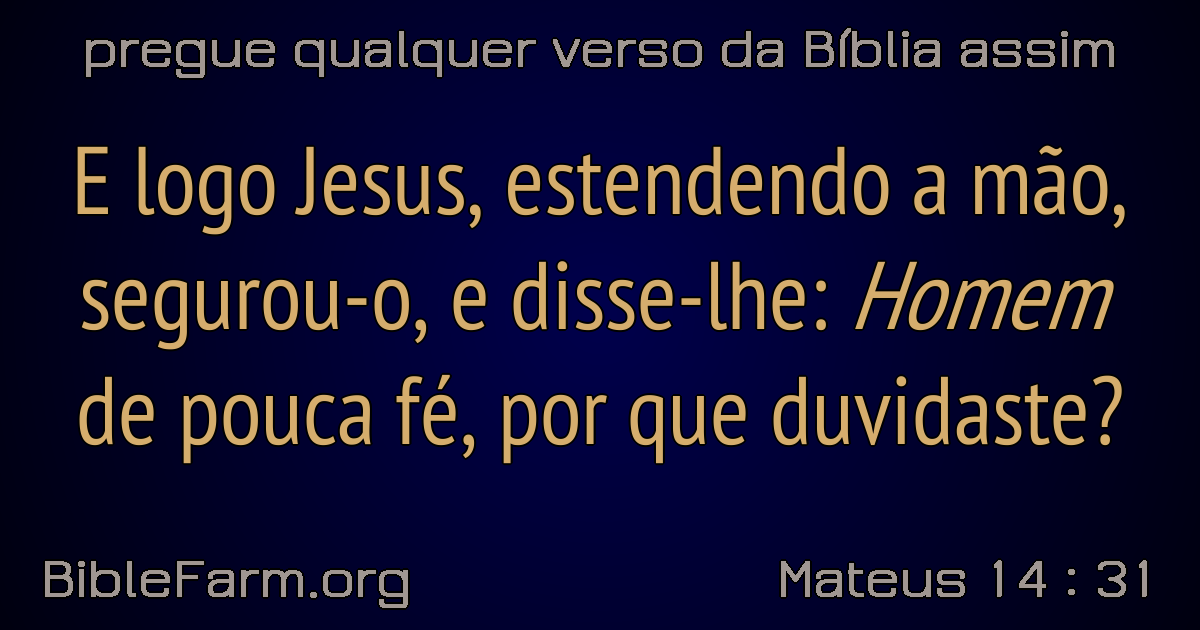 pregue qualquer verso da Bíblia assim
E logo Jesus, estendendo a mão,
segurou-o, e disse-lhe: Homem
de pouca fé, por que duvidaste?
BibleFarm.org
Mateus 14 : 31